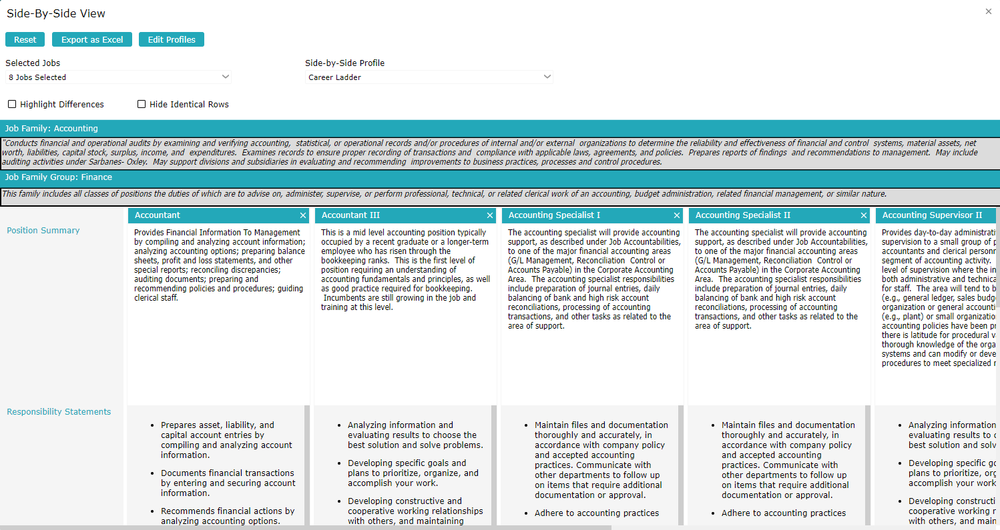 Side-By-Side View
Reset
Export as Excel
Edit Profiles
Selected Jobs
Side-by-Side Profile
8 Jobs Selected
Career Ladder
Highlight Differences
Hide Identical Rows
Job Family: Accounting
"Conducts financial and operational audits by examining and verifying accounting, statistical, or operational records and/or procedures of internal and/or external organizations to determine the reliability and effectiveness of financial and control systems, material assets, net
worth, liabilities, capital stock, surplus, income, and expenditures. Examines records to ensure proper recording of transactions and compliance with applicable laws, agreements, and policies. Prepares reports of findings and recommendations to management. May include
auditing activities under Sarbanes- Oxley. May support divisions and subsidiaries in evaluating and recommending improvements to business practices, processes and control procedures.
Job Family Group: Finance
This family includes all classes of positions the duties of which are to advise on, administer, supervise, or perform professional, technical, or related clerical work of an accounting, budget administration, related financial management, or similar nature.
Accountant
Accountant III
Accounting Specialist I
Accounting Specialist II
Accounting Supervisor II
Position Summary
Provides Financial Information To Management
by compiling and analyzing account information;
analyzing accounting options; preparing balance
sheets, profit and loss statements, and other
special reports; reconciling discrepancies;
auditing documents; preparing and
recommending policies and procedures; guiding
clerical staff.
This is a mid level accounting position typically
occupied by a recent graduate or a longer-term
employee who has risen through the
bookkeeping ranks. This is the first level of
position requiring an understanding of
accounting fundamentals and principles, as well
as good practice required for bookkeeping.
Incumbents are still growing in the job and
training at this level.
The accounting specialist will provide accounting
support, as described under Job Accountabilities,
to one of the major financial accounting areas
(G/L Management, Reconciliation Control or
Accounts Payable) in the Corporate Accounting
Area. The accounting specialist responsibilities
include preparation of journal entries, daily
balancing of bank and high risk account
reconciliations, processing of accounting
transactions, and other tasks as related to the
area of support.
The accounting specialist will provide accounting
support, as described under Job Accountabilities,
to one of the major financial accounting areas
(G/L Management, Reconciliation Control or
Accounts Payable) in the Corporate Accounting
Area. The accounting specialist responsibilities
include preparation of journal entries, daily
balancing of bank and high risk account
reconciliations, processing of accounting
transactions, and other tasks as related to the
area of support.
Provides day-to-day administrati
supervision to a small group of p
accountants and clerical personn
segment of accounting activity.
level of supervision where the in
both administrative and technica
for staff. The area will tend to b
(e.g., general ledger, sales budg
organization or general accounti
(e.g., plant) or small organizatio
accounting policies have been pr
there is latitude for procedural v
thorough knowledge of the orga
systems and can modify or deve
procedures to meet specialized
Responsibility Statements
• Prepares asset, liability, and
capital account entries by
compiling and analyzing account
information.
• Documents financial transactions
by entering and securing account
information.
• Recommends financial actions by
analyzing accounting options.
• Analyzing information and
evaluating results to choose the
best solution and solve problems.
• Developing specific goals and
plans to prioritize, organize, and
accomplish your work.
• Developing constructive and
cooperative working relationships
with others, and maintaining
• Maintain files and documentation
thoroughly and accurately, in
accordance with company policy
and accepted accounting
practices. Communicate with
other departments to follow up
on items that require additional
documentation or approval.
• Adhere to accounting practices
• Maintain files and documentation
thoroughly and accurately, in
accordance with company policy
and accepted accounting
practices. Communicate with
other departments to follow up
on items that require additional
documentation or approval.
• Adhere to accounting practices
• Analyzing information
evaluating results to c
best solution and solv
• Developing specific go
plans to prioritize, org
accomplish your work
• Developing constructi
cooperative working r
with others, and main